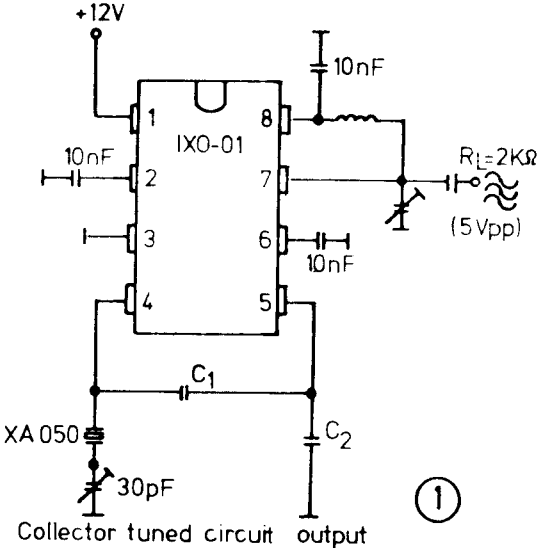 +12V
10nF
1
8
IXO-01
10nF
2
7
RL=2KΩ
(5Vpp)
3
6
10nF
4
5
C1
XA 050
C2
30pF
1
Collector tuned circuit output